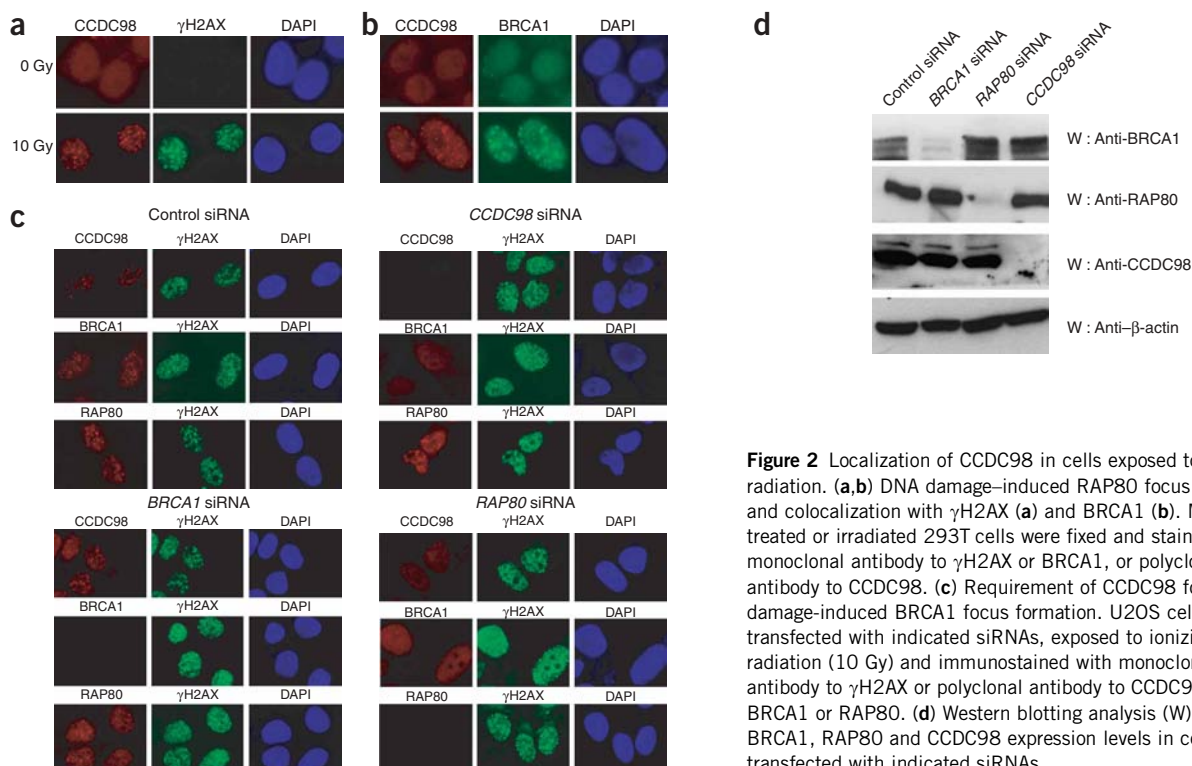 a
CCDC98 γH2AX DAPI
0 Gy
10 Gy
b
CCDC98 BRCA1 DAPI
c
Control siRNA
CCDC98 γH2AX DAPI
BRCA1 γH2AX DAPI
RAP80 γH2AX DAPI
CCDC98 siRNA
CCDC98 γH2AX DAPI
BRCA1 γH2AX DAPI
RAP80 γH2AX DAPI
BRCA1 siRNA
CCDC98 γH2AX DAPI
BRCA1 γH2AX DAPI
RAP80 γH2AX DAPI
RAP80 siRNA
CCDC98 γH2AX DAPI
BRCA1 γH2AX DAPI
RAP80 γH2AX DAPI
d
Control siRNA
BRCA1 siRNA
RAP80 siRNA
CCDC98 siRNA
W : Anti-BRCA1
W : Anti-RAP80
W : Anti-CCDC98
W : Anti–β-actin
Figure 2 Localization of CCDC98 in cells exposed to
radiation. (a,b) DNA damage–induced RAP80 focus
and colocalization with γH2AX (a) and BRCA1 (b).
treated or irradiated 293T cells were fixed and stain
monoclonal antibody to γH2AX or BRCA1, or polyclo
antibody to CCDC98. (c) Requirement of CCDC98 fo
damage-induced BRCA1 focus formation. U2OS cel
transfected with indicated siRNAs, exposed to ionizi
radiation (10 Gy) and immunostained with monoclon
antibody to γH2AX or polyclonal antibody to CCDC9
BRCA1 or RAP80. (d) Western blotting analysis (W)
BRCA1, RAP80 and CCDC98 expression levels in ce
transfected with indicated siRNAs